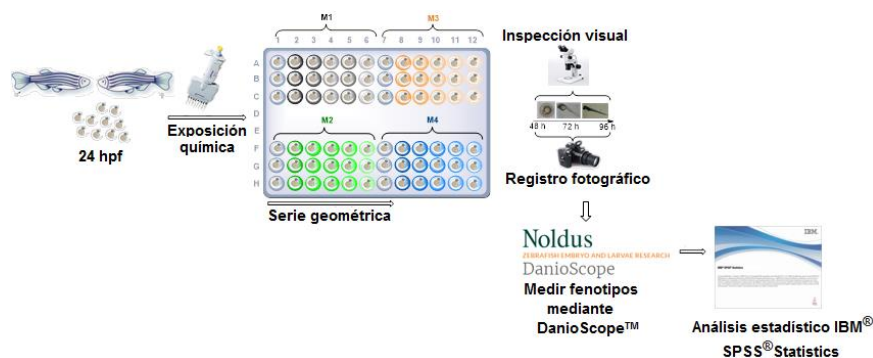 24 hpf
Exposición
química
M1
M3
1 2 3 4 5 6 7 8 9 10 11 12
A
B
C
D
E
M2
M4
F
G
H
Serie geométrica
Inspección visual
48 h 72 h 96 h
Registro fotográfico
Noldus
ZEBRAFISH EMBRYO AND LARVAE RESEARCH
DanioScope
Medir fenotipos
mediante
DanioScope™
IBM
Análisis estadístico IBM®
SPSS®Statistics